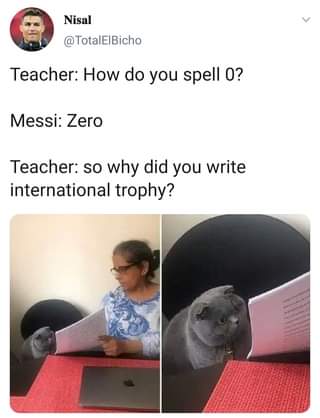 Nisal
@TotalElBicho
Teacher: How do you spell 0?
Messi: Zero
Teacher: so why did you write
international trophy?